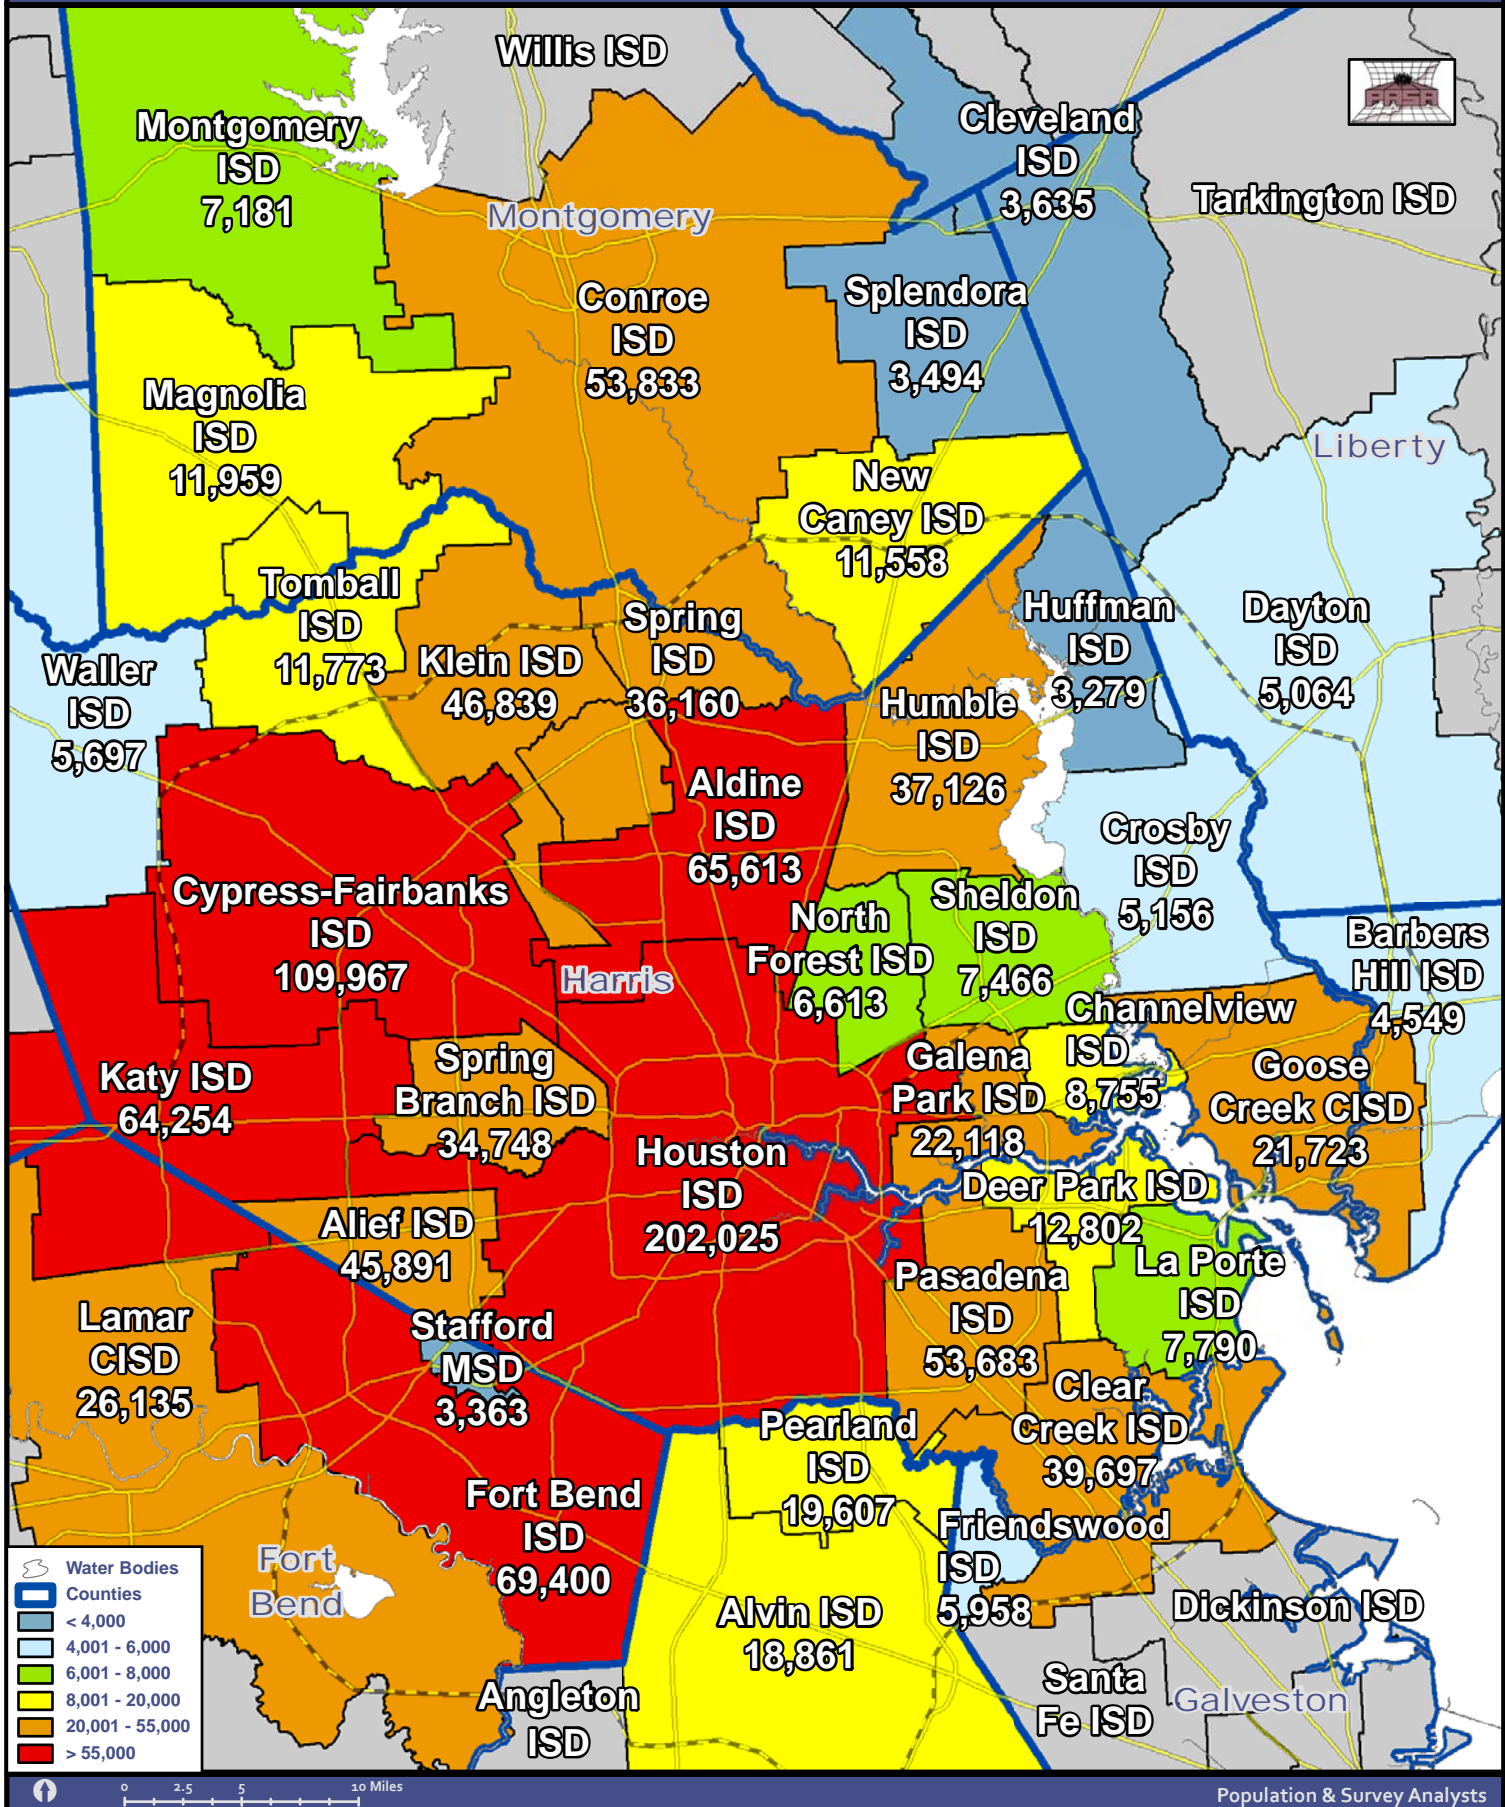 Willis ISD
PASA
Montgomery
ISD
7,181
Cleveland
ISD
3,635
Tarkington ISD
Montgomery
Conroe
ISD
53,833
Splendora
ISD
3,494
Magnolia
ISD
11,959
Liberty
New
Caney ISD
11,558
Tomball
ISD
11,773
Klein ISD
46,839
Spring
ISD
36,160
Huffman
ISD
3,279
Dayton
ISD
5,064
Waller
ISD
5,697
Humble
ISD
37,126
Aldine
ISD
65,613
Crosby
ISD
5,156
Cypress-Fairbanks
ISD
109,967
North
Forest ISD
6,613
Sheldon
ISD
7,466
Barbers
Hill ISD
4,549
Harris
Channelview
ISD
8,755
Katy ISD
64,254
Spring
Branch ISD
34,748
Galena
Park ISD
22,118
Goose
Creek CISD
21,723
Houston
ISD
202,025
Deer Park ISD
12,802
Alief ISD
45,891
La Porte
ISD
7,790
Pasadena
ISD
53,683
Lamar
CISD
26,135
Stafford
MSD
3,363
Clear
Creek ISD
39,697
Pearland
ISD
19,607
Fort Bend
ISD
69,400
Friendswood
ISD
5,958
Fort
Bend
Alvin ISD
18,861
Dickinson ISD
Santa
Fe ISD
Galveston
Angleton
ISD
Water Bodies
Counties
< 4,000
4,001 - 6,000
6,001 - 8,000
8,001 - 20,000
20,001 - 55,000
> 55,000
0 2.5 5 10 Miles
Population & Survey Analysts